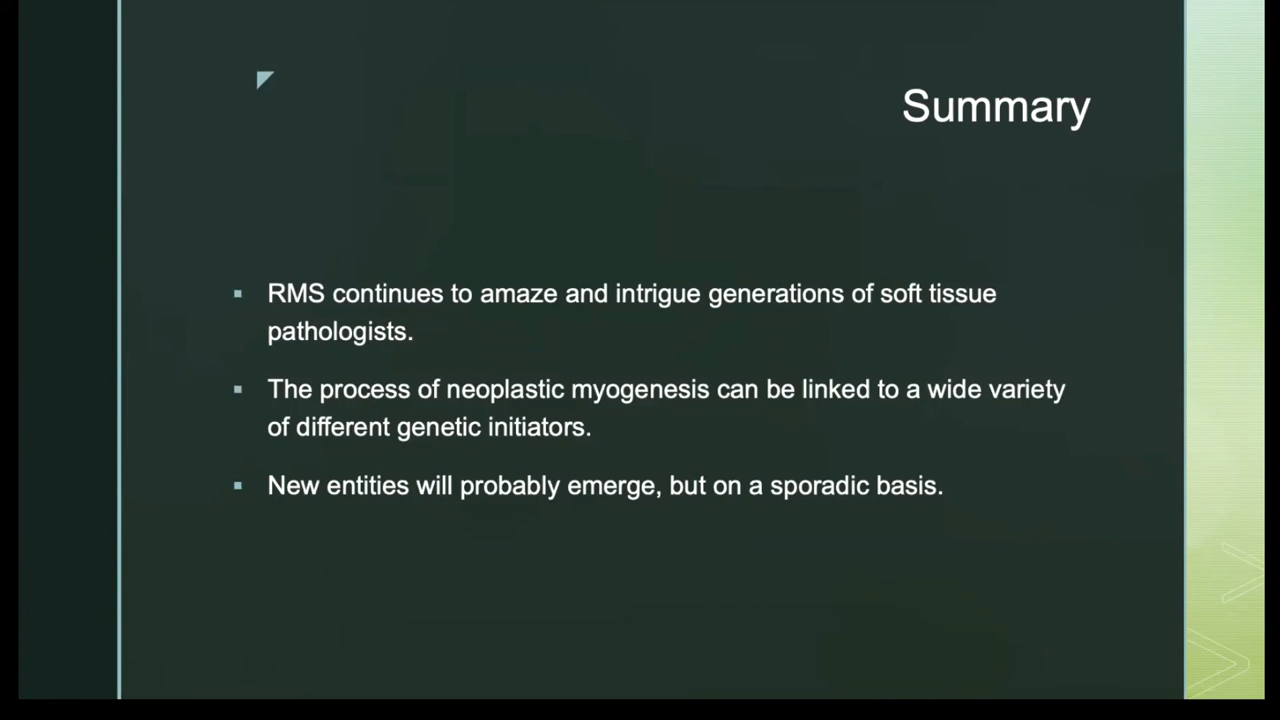 Summary
▪ RMS continues to amaze and intrigue generations of soft tissue
pathologists.
▪ The process of neoplastic myogenesis can be linked to a wide variety
of different genetic initiators.
▪ New entities will probably emerge, but on a sporadic basis.